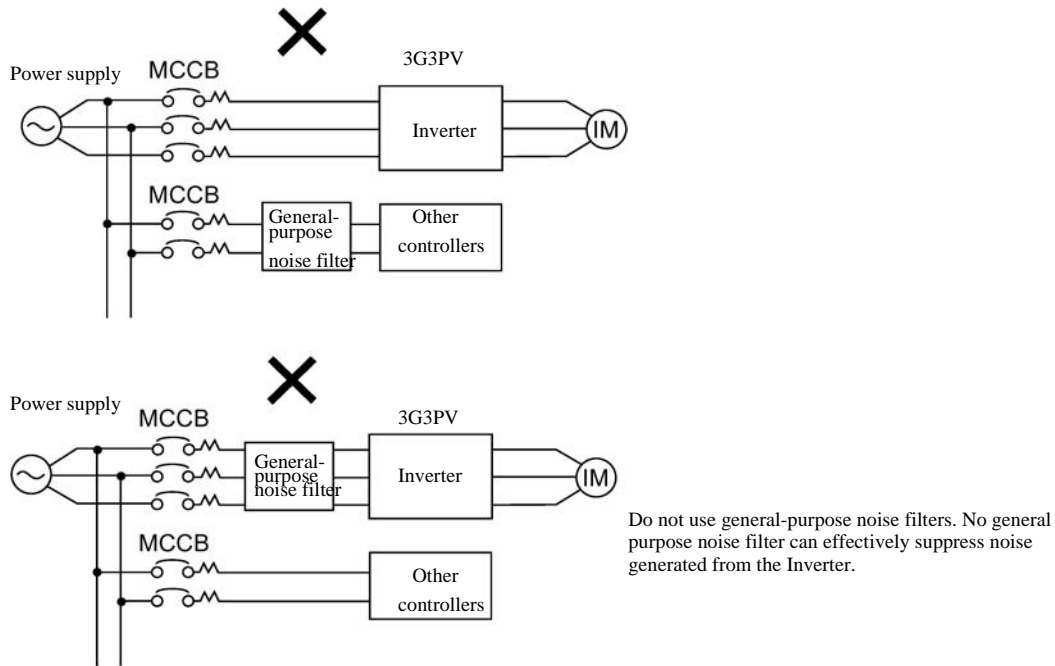 3G3PV
Power supply
MCCB
Inverter
IM
MCCB
General-
purpose
noise filter
Other
controllers
Power supply
MCCB
3G3PV
General-
purpose
noise filter
Inverter
IM
Do not use general-purpose noise filters. No general
purpose noise filter can effectively suppress noise
generated from the Inverter.
MCCB
Other
controllers